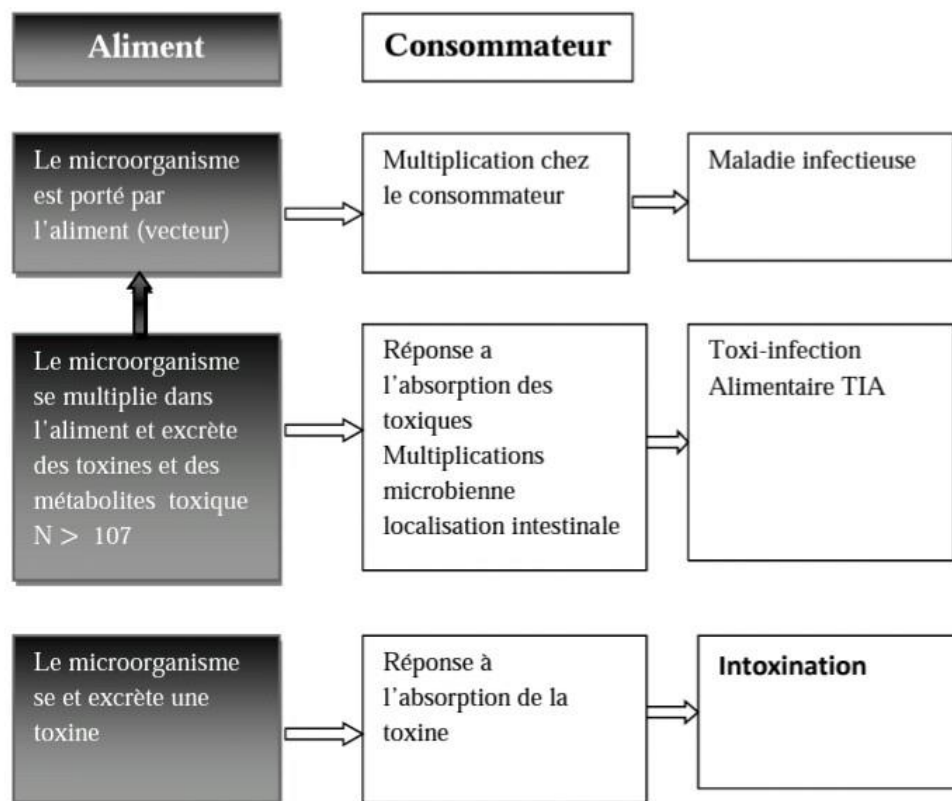 Aliment
Consommateur
Le microorganisme
est porté par
l'aliment (vecteur)
Multiplication chez
le consommateur
Maladie infectieuse
Le microorganisme
se multiplie dans
l'aliment et excrète
des toxines et des
métabolites toxique
N > 107
Réponse a
l'absorption des
toxiques
Multiplications
microbienne
localisation intestinale
Toxi-infection
Alimentaire TIA
Le microorganisme
se et excrète une
toxine
Réponse à
l'absorption de la
toxine
Intoxination